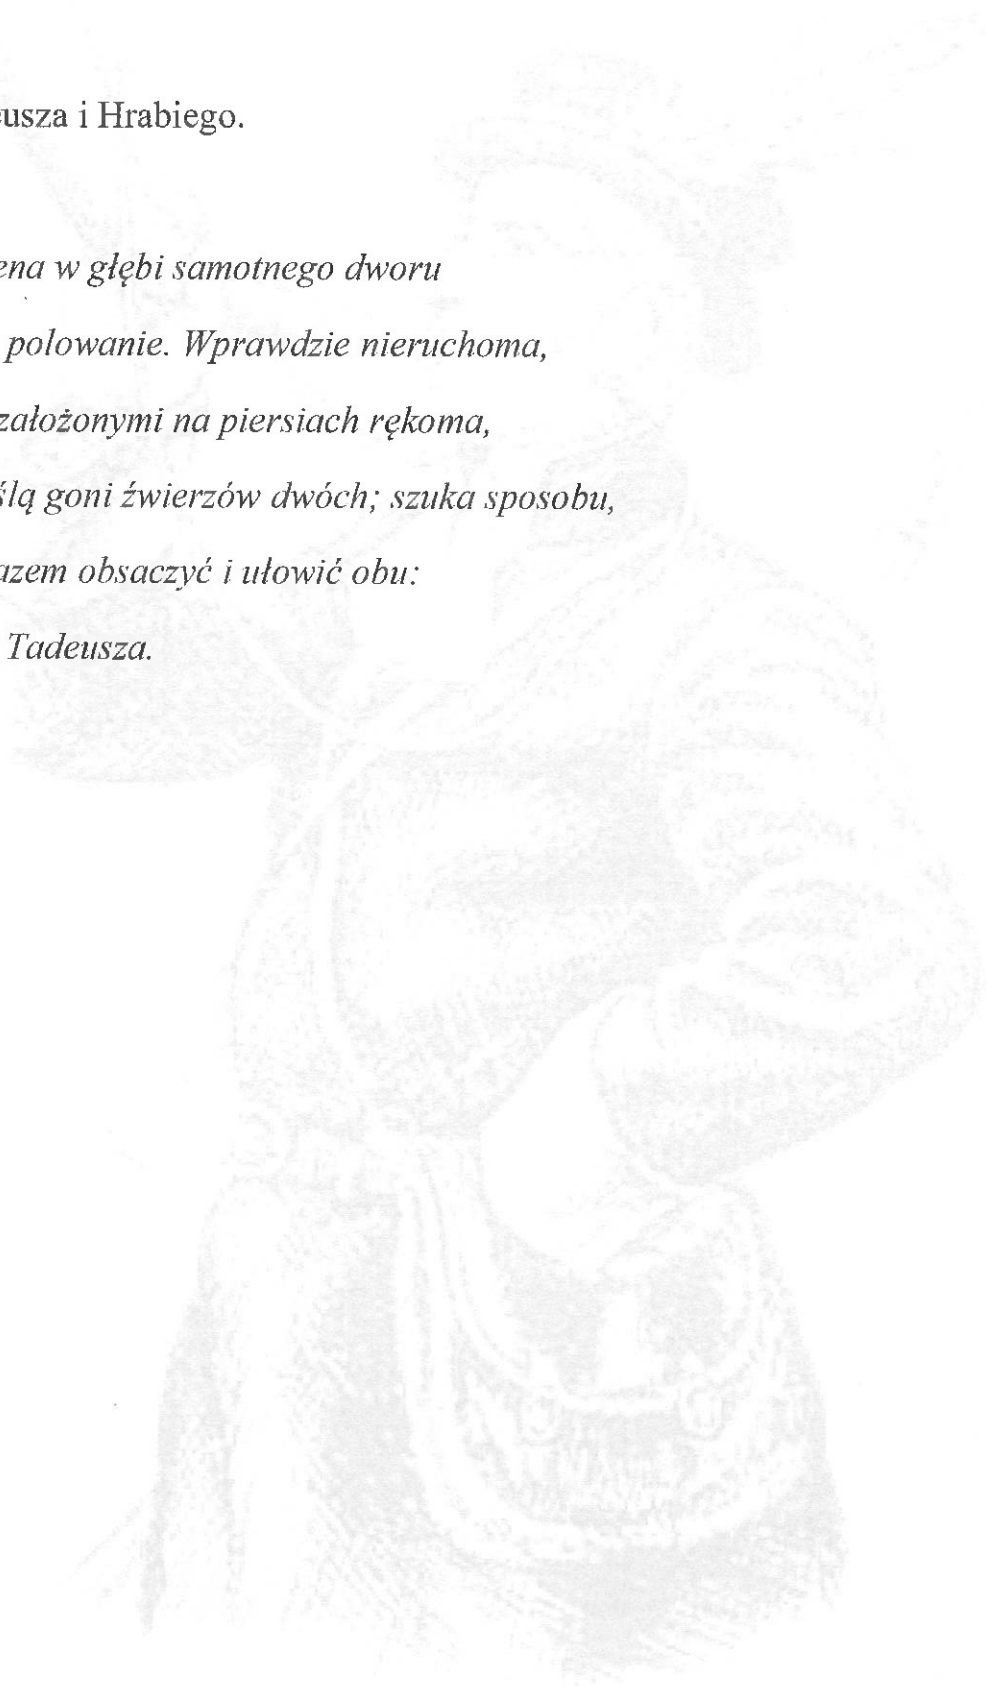 usza i Hrabiego.
ena w głębi samotnego dworu
polowanie. Wprawdzie nieruchoma,
założonymi na piersiach rękoma,
ślą goni źwierzów dwóch; szuka sposobu,
azem obsaczyć i ułowić obu:
Tadeusza.